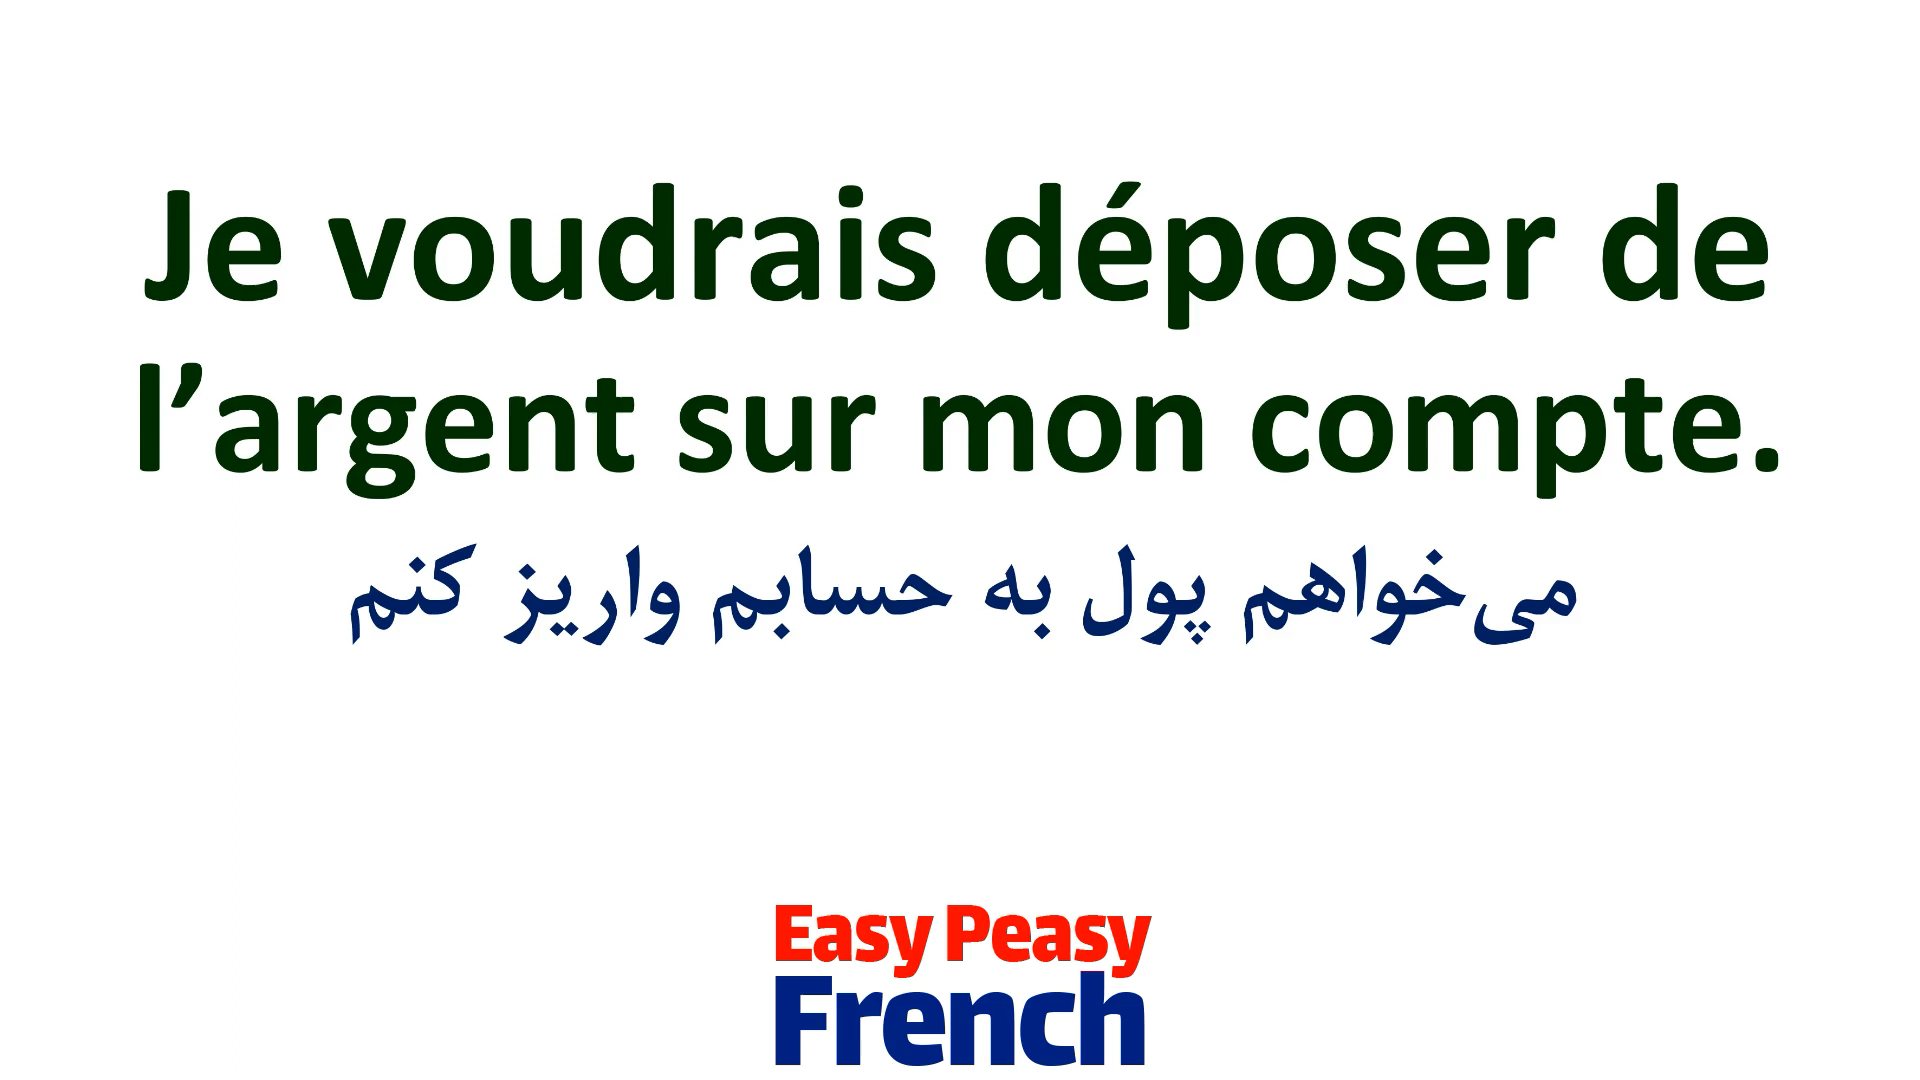 Je voudrais déposer de
l’argent sur mon compte.
می‌خواهم پول به حسابم واریز کنم
Easy Peasy
French